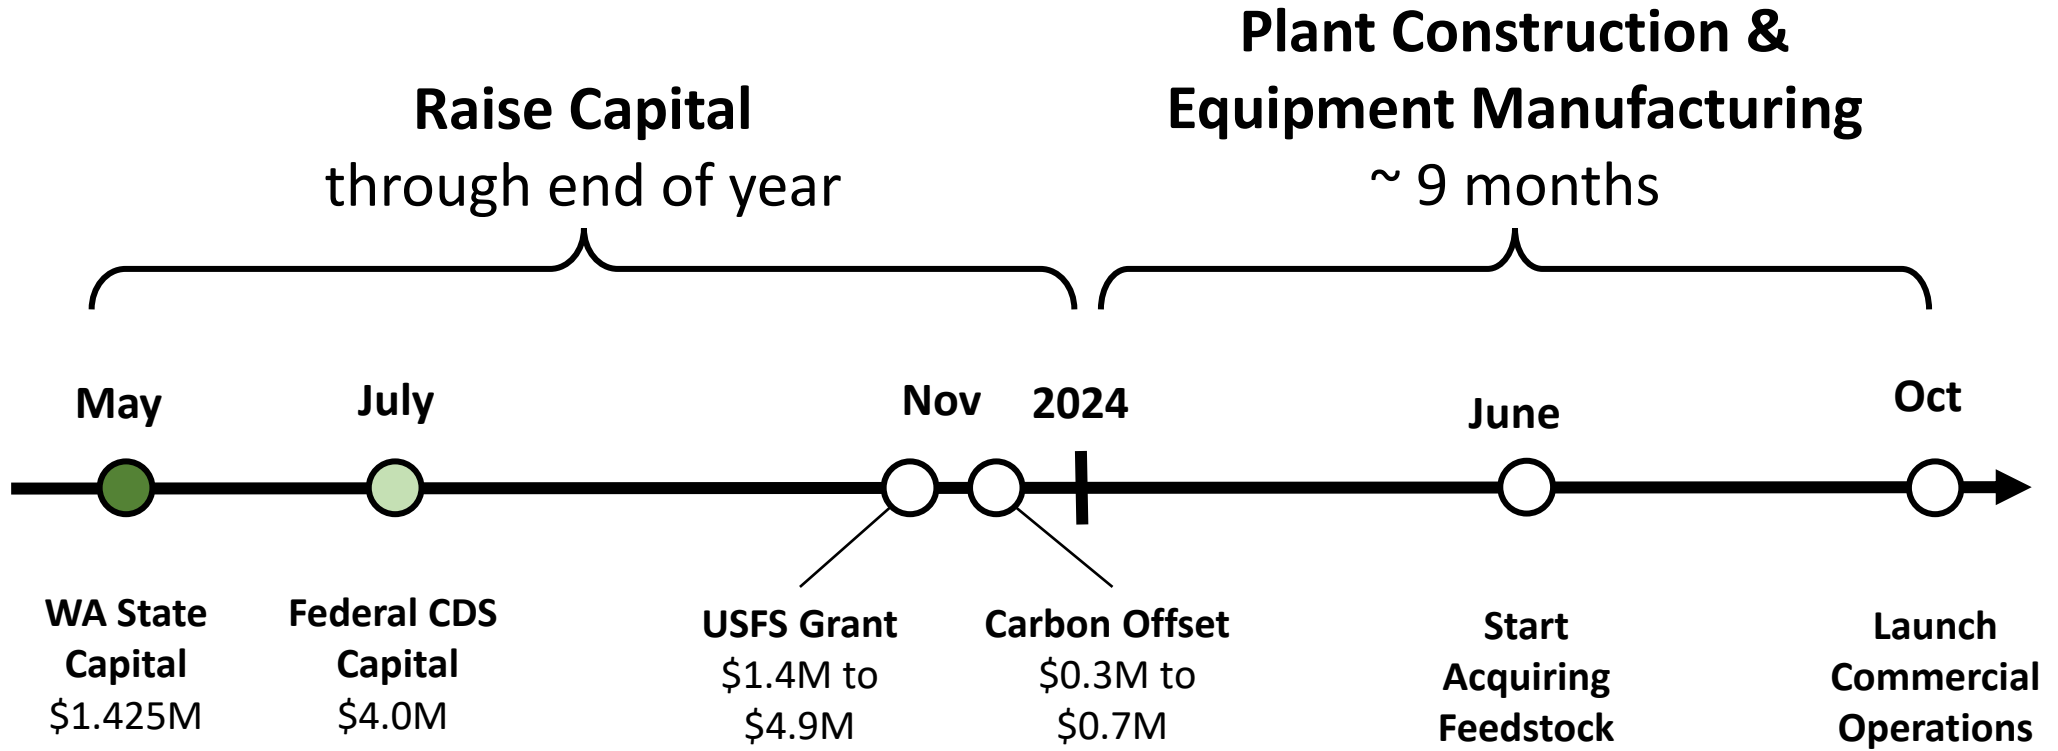 Plant Construction &
Equipment Manufacturing
~ 9 months
Raise Capital
through end of year
May
July
Nov
2024
June
Oct
WA State
Capital
$1.425M
Federal CDS
Capital
$4.0M
USFS Grant
$1.4M to
$4.9M
Carbon Offset
$0.3M to
$0.7M
Start
Acquiring
Feedstock
Launch
Commercial
Operations